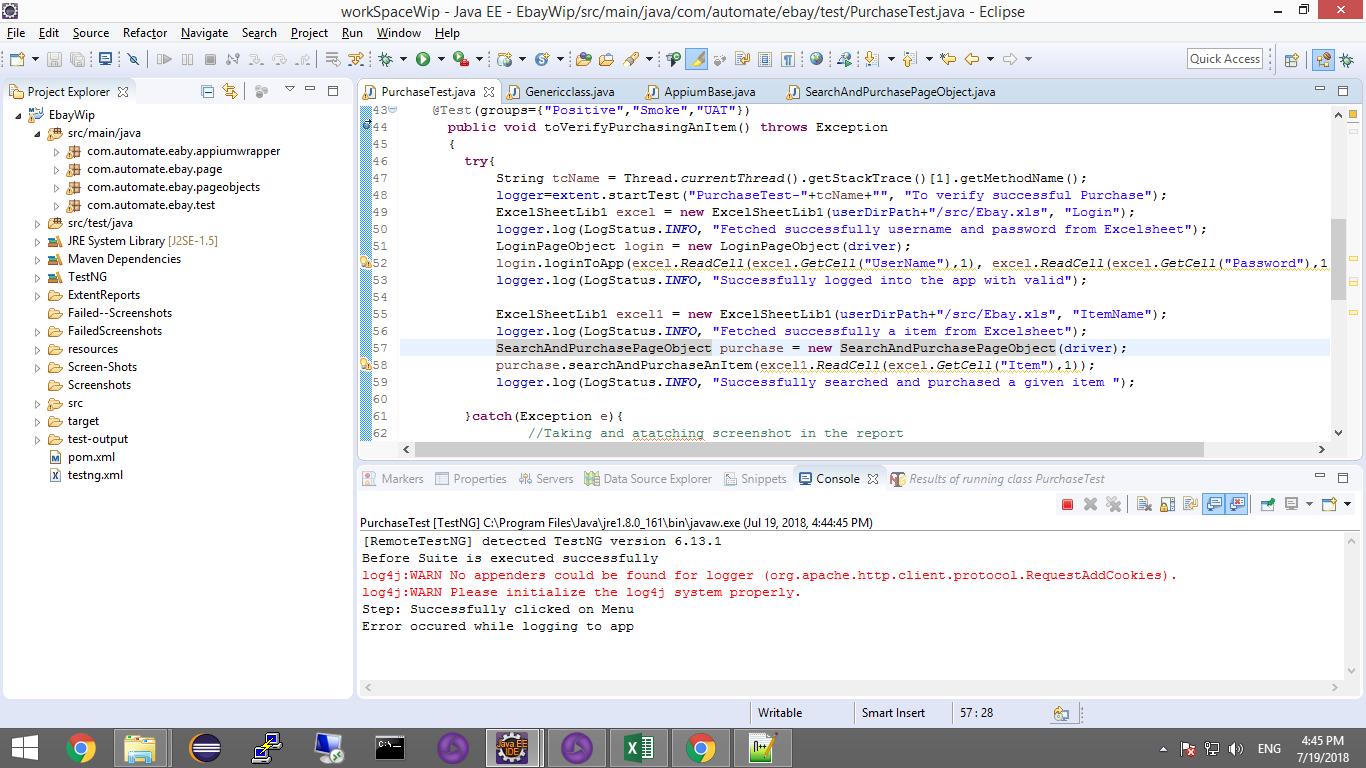 workSpaceWip - Java EE - EbayWip/src/main/java/com/automate/ebay/test/PurchaseTest.java - Eclipse
File Edit Source Refactor Navigate Search Project Run Window Help
Quick Access
Project Explorer
EbayWip
src/main/java
com.automate.eaby.appiumwrapper
com.automate.ebay.page
com.automate.ebay.pageobjects
com.automate.ebay.test
src/test/java
JRE System Library [J2SE-1.5]
Maven Dependencies
TestNG
ExtentReports
Failed--Screenshots
FailedScreenshots
resources
Screen-Shots
Screenshots
src
target
test-output
pom.xml
testng.xml
PurchaseTest.java Genericclass.java AppiumBase.java SearchAndPurchasePageObject.java
43 @Test(groups={"Positive","Smoke","UAT"})
44 public void toVerifyPurchasingAnItem() throws Exception
45 {
46 try{
47 String tcName = Thread.currentThread().getStackTrace()[1].getMethodName();
48 logger=extent.startTest("PurchaseTest-"+tcName+"", "To verify successful Purchase");
49 ExcelSheetLib1 excel = new ExcelSheetLib1(userDirPath+"/src/Ebay.xls", "Login");
50 logger.log(LogStatus.INFO, "Fetched successfully username and password from Excelsheet");
51 LoginPageObject login = new LoginPageObject(driver);
52 login.loginToApp(excel.ReadCell(excel.GetCell("UserName"),1), excel.ReadCell(excel.GetCell("Password"),1
53 logger.log(LogStatus.INFO, "Successfully logged into the app with valid");
54
55 ExcelSheetLib1 excel1 = new ExcelSheetLib1(userDirPath+"/src/Ebay.xls", "ItemName");
56 logger.log(LogStatus.INFO, "Fetched successfully a item from Excelsheet");
57 SearchAndPurchasePageObject purchase = new SearchAndPurchasePageObject(driver);
58 purchase.searchAndPurchaseAnItem(excel1.ReadCell(excel.GetCell("Item"),1));
59 logger.log(LogStatus.INFO, "Successfully searched and purchased a given item ");
60
61 }catch(Exception e){
62 //Taking and atatching screenshot in the report
Markers Properties Servers Data Source Explorer Snippets Console Results of running class PurchaseTest
PurchaseTest [TestNG] C:\Program Files\Java\jre1.8.0_161\bin\javaw.exe (Jul 19, 2018, 4:44:45 PM)
[RemoteTestNG] detected TestNG version 6.13.1
Before Suite is executed successfully
log4j:WARN No appenders could be found for logger (org.apache.http.client.protocol.RequestAddCookies).
log4j:WARN Please initialize the log4j system properly.
Step: Successfully clicked on Menu
Error occured while logging to app
Writable Smart Insert 57 : 28
Java EE
IDE
ENG
4:45 PM
7/19/2018